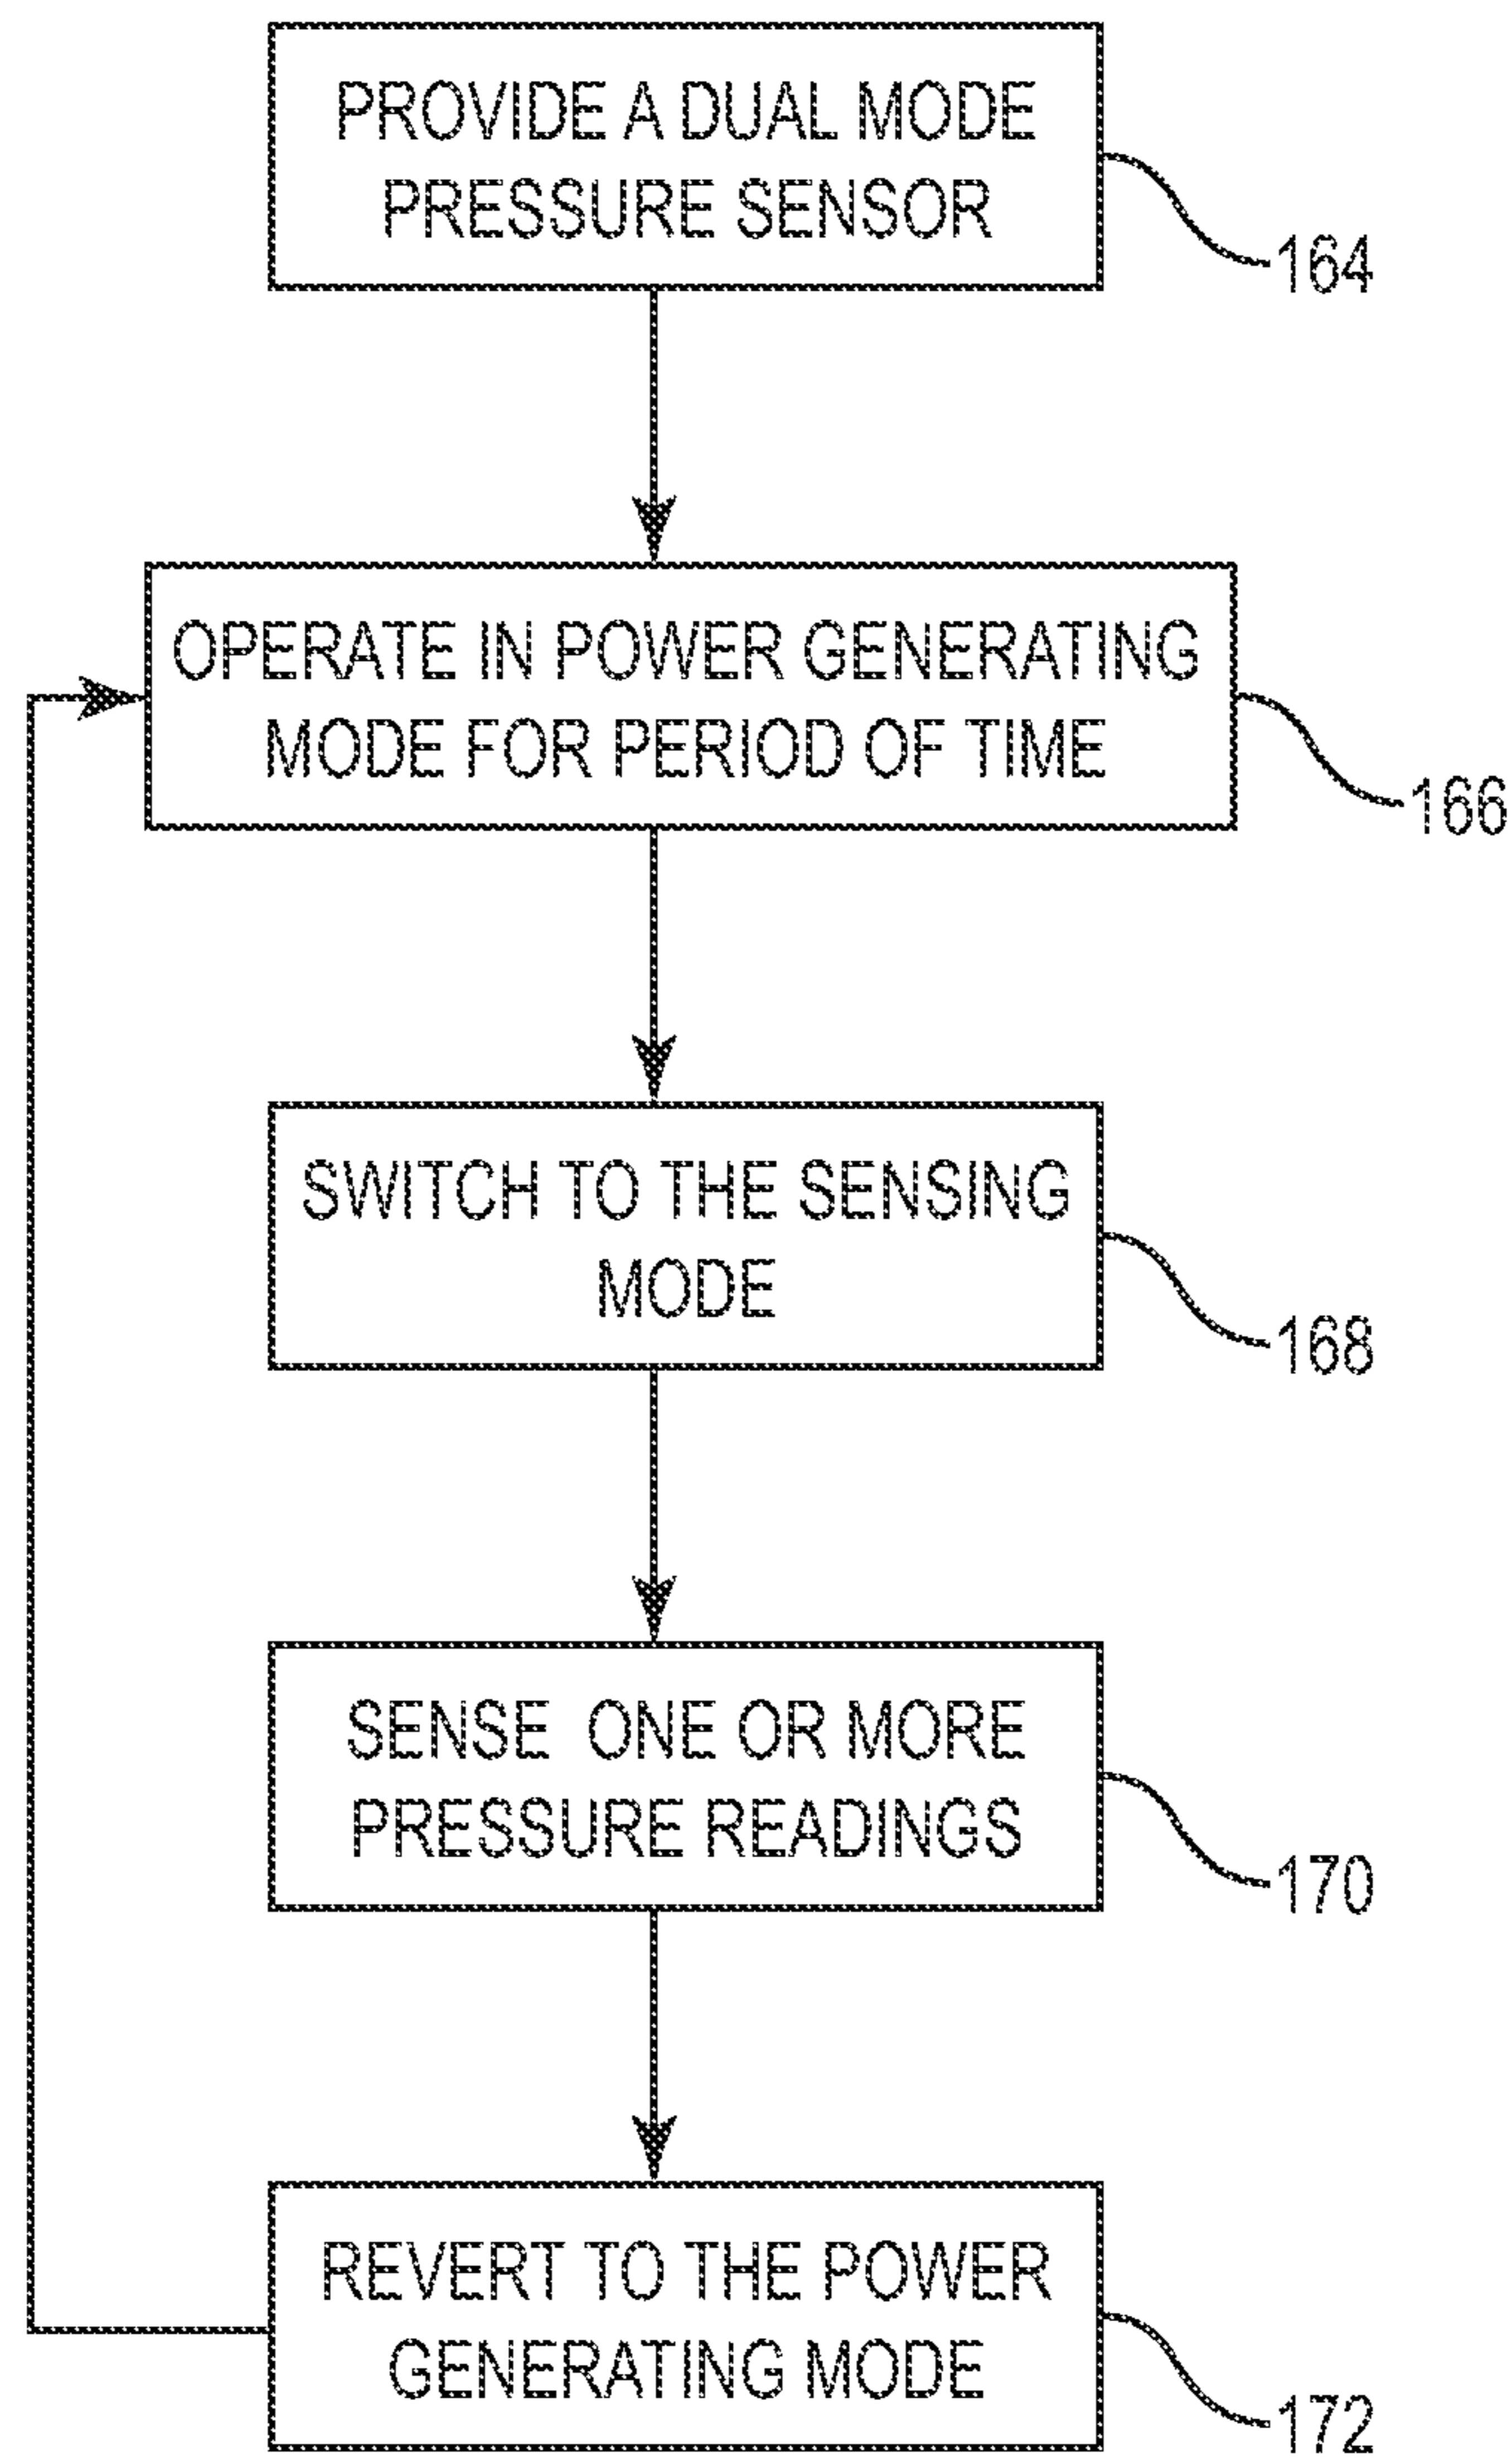 PROVIDE A DUAL MODE
PRESSURE SENSOR
164
OPERATE IN POWER GENERATING
MODE FOR PERIOD OF TIME
166
SWITCH TO THE SENSING
MODE
168
SENSE ONE OR MORE
PRESSURE READINGS
170
REVERT TO THE POWER
GENERATING MODE
172